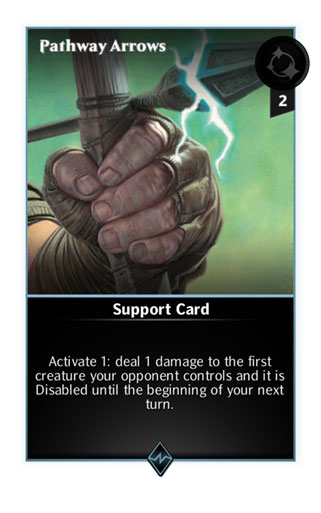 Pathway Arrows
2
Support Card
Activate 1: deal 1 damage to the first
creature your opponent controls and it is
Disabled until the beginning of your next
turn.